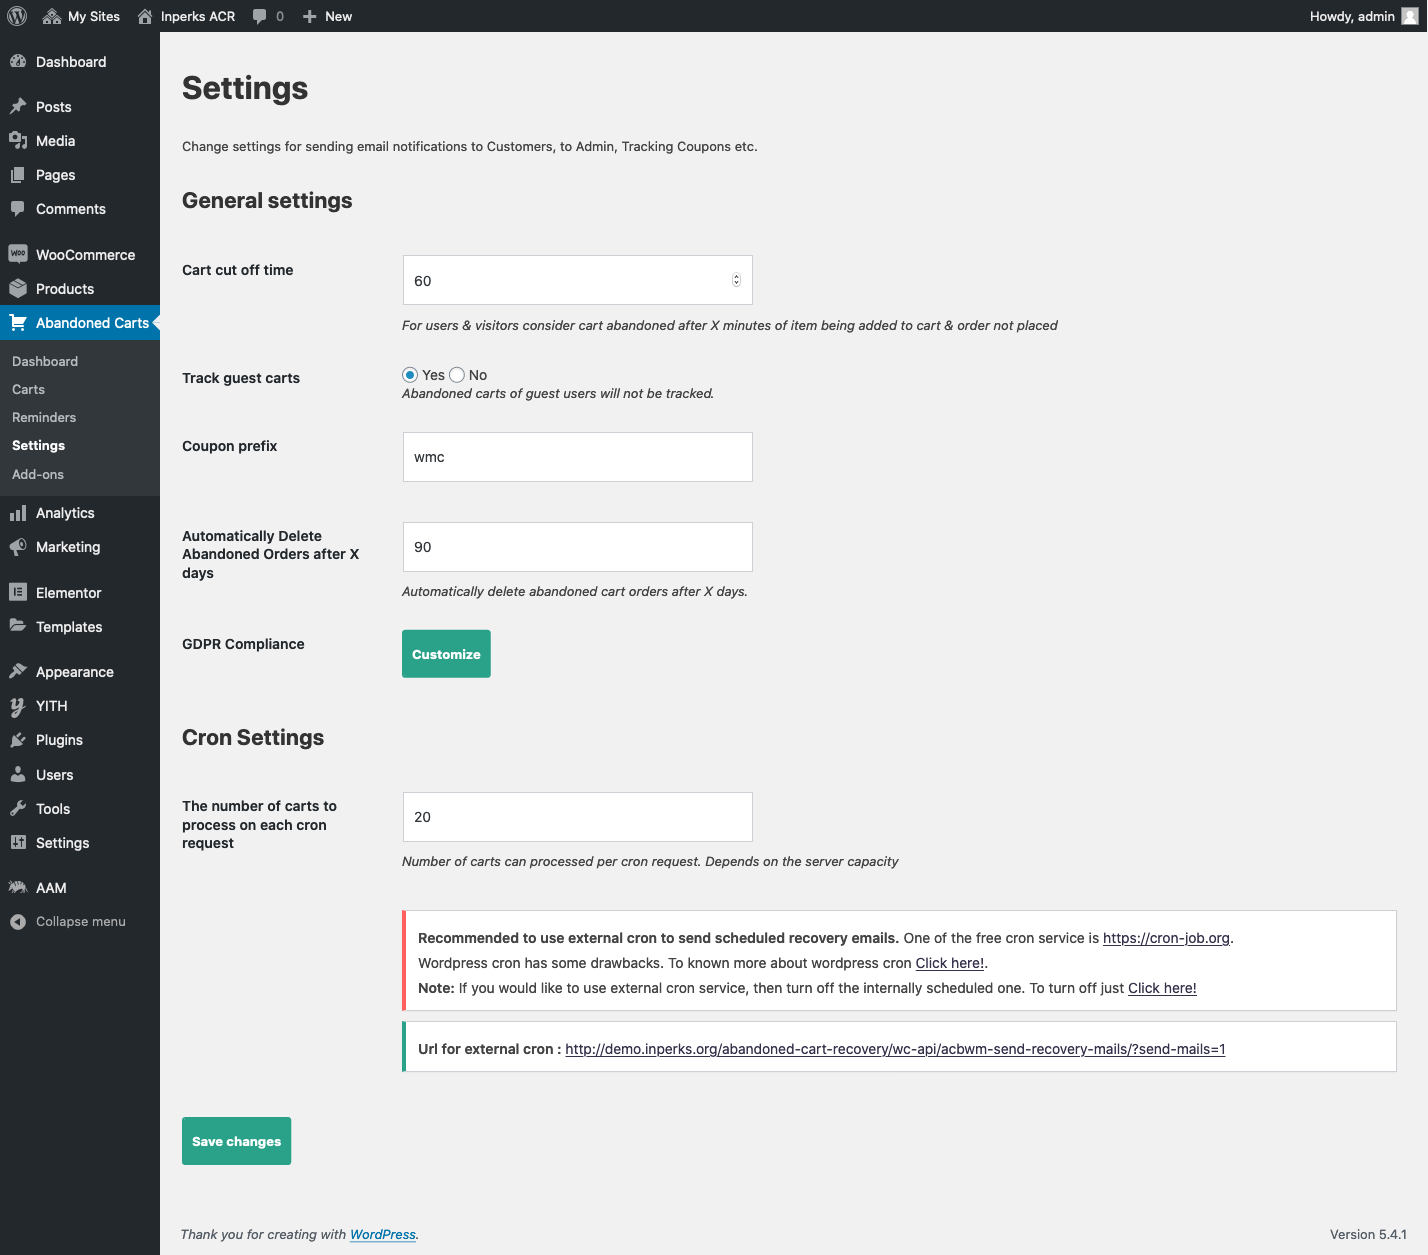 My Sites
Inperks ACR
0
New
Howdy, admin
Dashboard
Posts
Media
Pages
Comments
WooCommerce
Products
Abandoned Carts
Dashboard
Carts
Reminders
Settings
Add-ons
Analytics
Marketing
Elementor
Templates
Appearance
YITH
Plugins
Users
Tools
Settings
AAM
Collapse menu
Settings
Change settings for sending email notifications to Customers, to Admin, Tracking Coupons etc.
General settings
Cart cut off time
60
For users & visitors consider cart abandoned after X minutes of item being added to cart & order not placed
Track guest carts
Yes No
Abandoned carts of guest users will not be tracked.
Coupon prefix
wmc
Automatically Delete
Abandoned Orders after X
days
90
Automatically delete abandoned cart orders after X days.
GDPR Compliance
Customize
Cron Settings
The number of carts to
process on each cron
request
20
Number of carts can processed per cron request. Depends on the server capacity
Recommended to use external cron to send scheduled recovery emails. One of the free cron service is https://cron-job.org.
Wordpress cron has some drawbacks. To known more about wordpress cron Click here!.
Note: If you would like to use external cron service, then turn off the internally scheduled one. To turn off just Click here!
Url for external cron : http://demo.inperks.org/abandoned-cart-recovery/wc-api/acbwm-send-recovery-mails/?send-mails=1
Save changes
Thank you for creating with WordPress.
Version 5.4.1